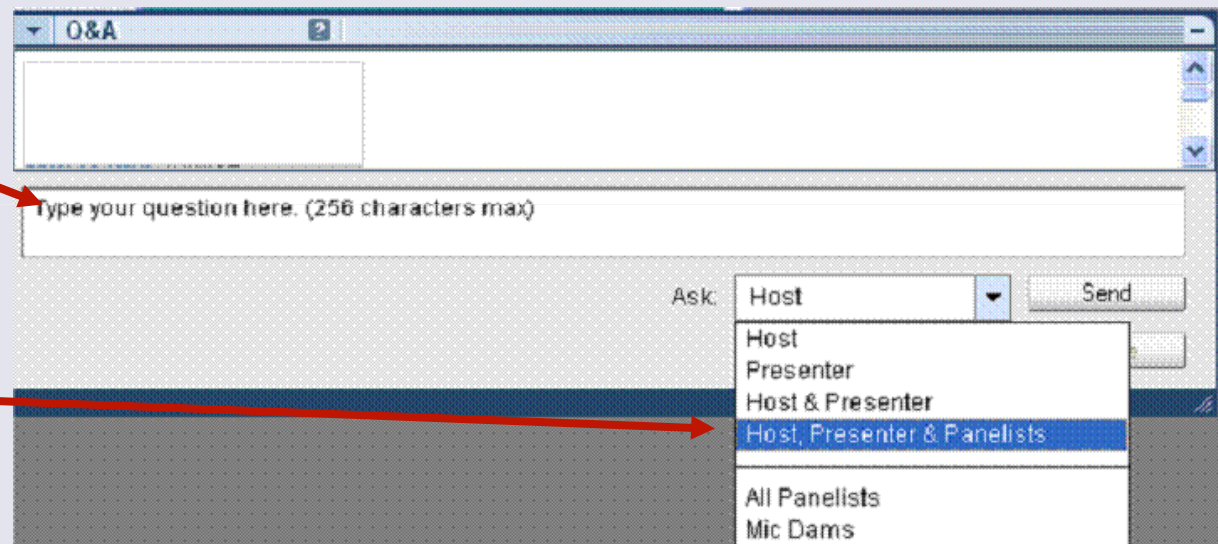 Q&A ?
Type your question here. (256 characters max)
Ask: Host Send
Host
Presenter
Host & Presenter
Host, Presenter & Panelists
All Panelists
Mic Dams